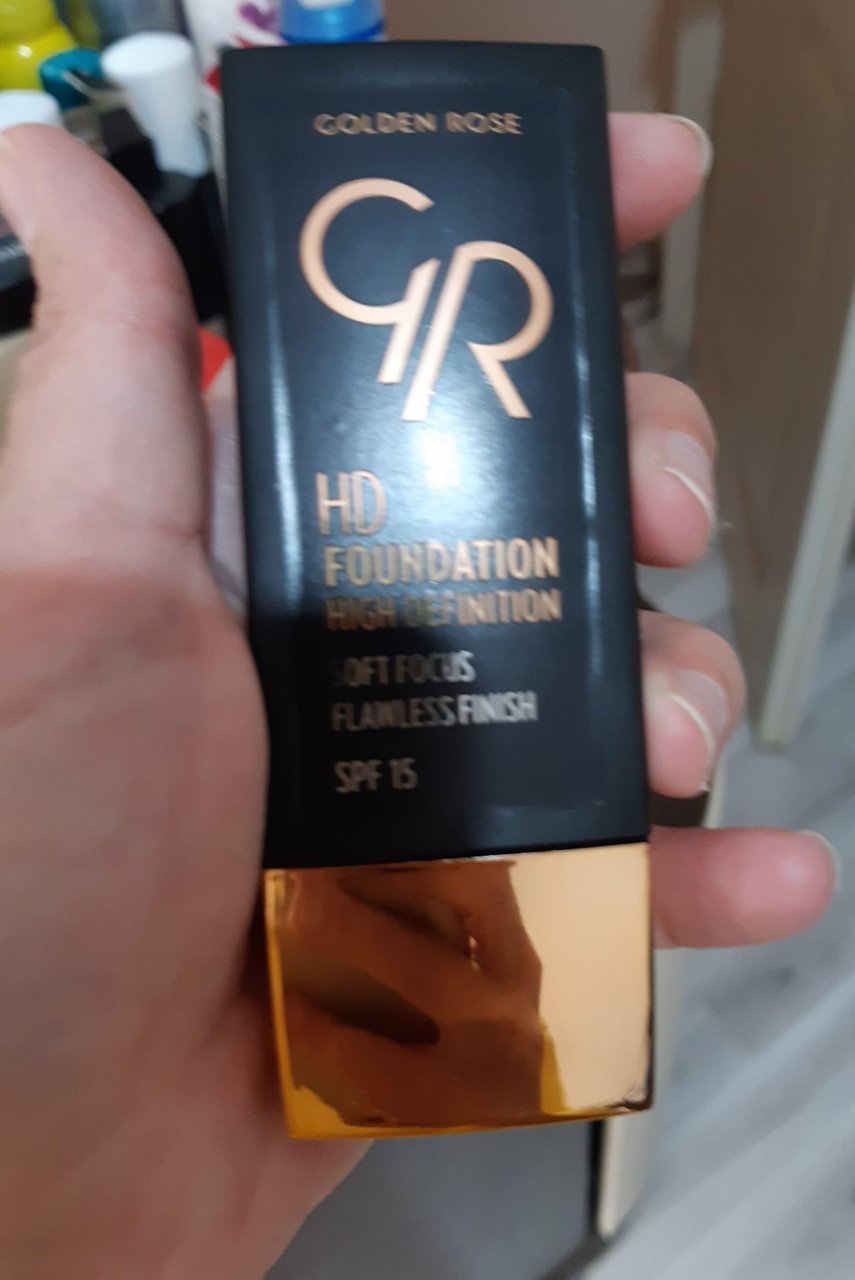 GOLDEN ROSE
GR
HD
FOUNDATION
HIGH DEFINITION
SOFT FOCUS
FLAWLESS FINISH
SPF 15